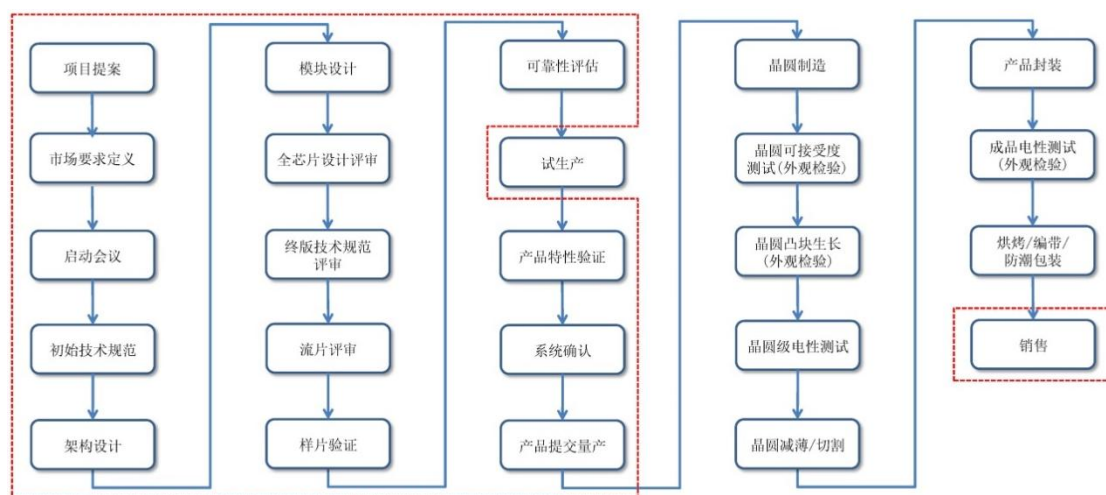 项目提案
市场要求定义
启动会议
初始技术规范
架构设计
模块设计
全芯片设计评审
终版技术规范
评审
流片评审
样片验证
可靠性评估
试生产
产品特性验证
系统确认
产品提交量产
晶圆制造
晶圆可接受度
测试(外观检验)
晶圆凸块生长
(外观检验)
晶圆级电性测试
晶圆减薄/切割
产品封装
成品电性测试
(外观检验)
烘烤/编带/
防潮包装
销售